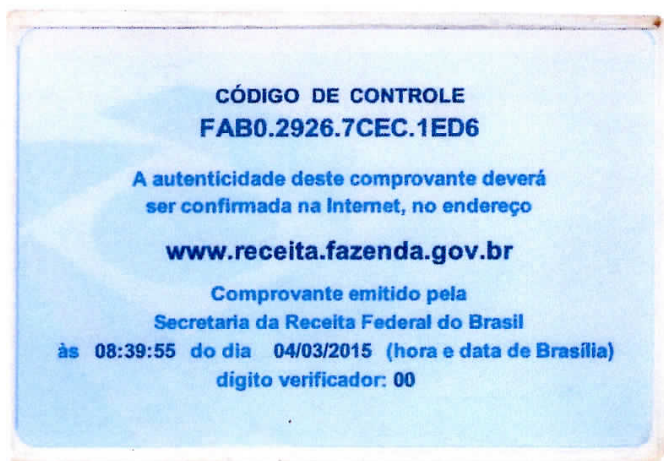 CÓDIGO DE CONTROLE
FAB0.2926.7CEC.1ED6
A autenticidade deste comprovante deverá
ser confirmada na Internet, no endereço
www.receita.fazenda.gov.br
Comprovante emitido pela
Secretaria da Receita Federal do Brasil
às 08:39:55 do dia 04/03/2015 (hora e data de Brasília)
dígito verificador: 00